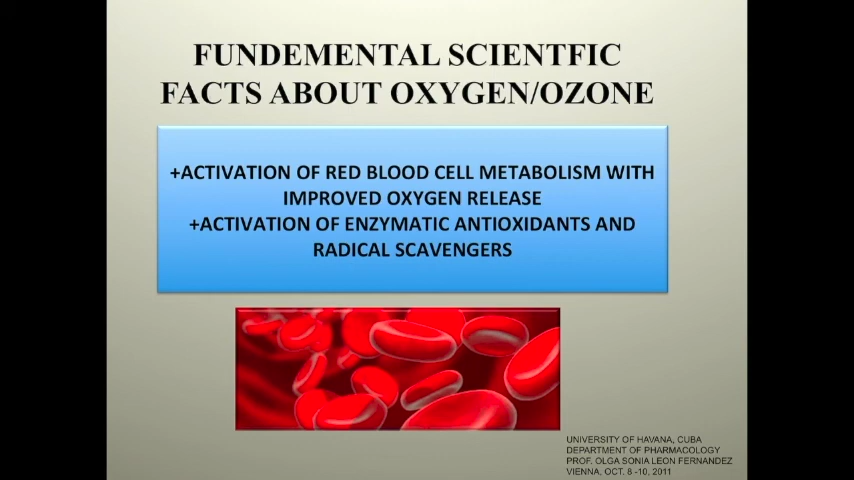 FUNDEMENTAL SCIENTFIC
FACTS ABOUT OXYGEN/OZONE
+ACTIVATION OF RED BLOOD CELL METABOLISM WITH
IMPROVED OXYGEN RELEASE
+ACTIVATION OF ENZYMATIC ANTIOXIDANTS AND
RADICAL SCAVENGERS
UNIVERSITY OF HAVANA, CUBA
DEPARTMENT OF PHARMACOLOGY
PROF. OLGA SONIA LEON FERNANDEZ
VIENNA, OCT. 8 -10, 2011